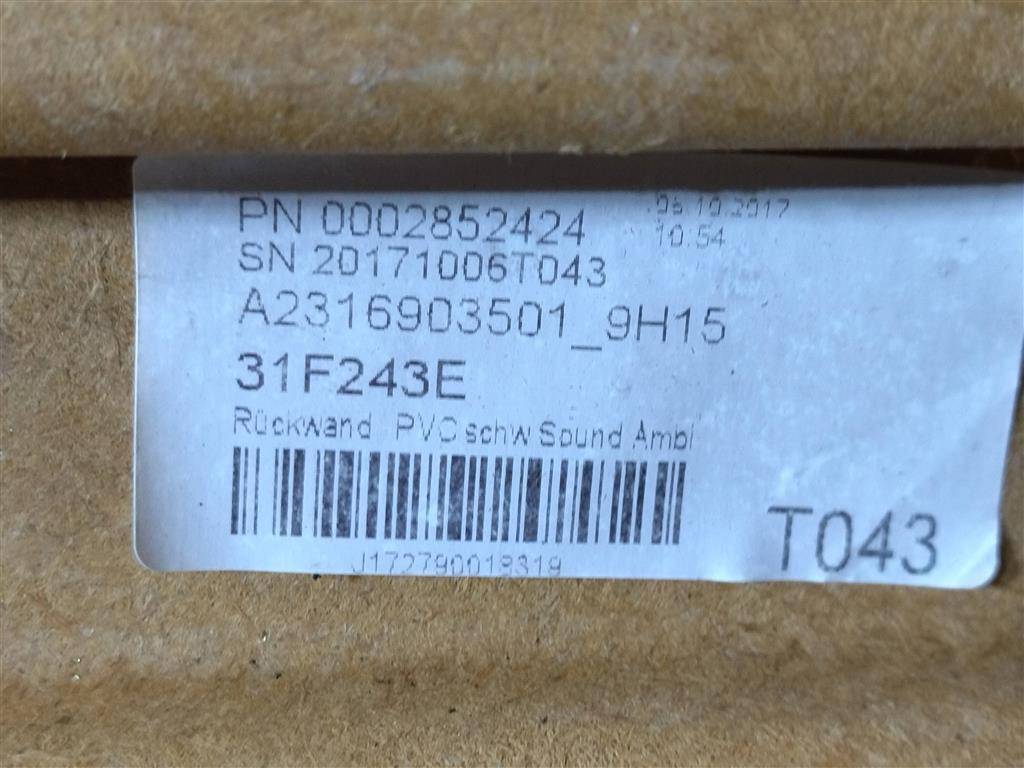 PN 0002852424
06.10.2017
10:54
SN 20171006T043
A2316903501_9H15
31F243E
Rückwand PVC schw Sound Ambi
J172790018319
T043